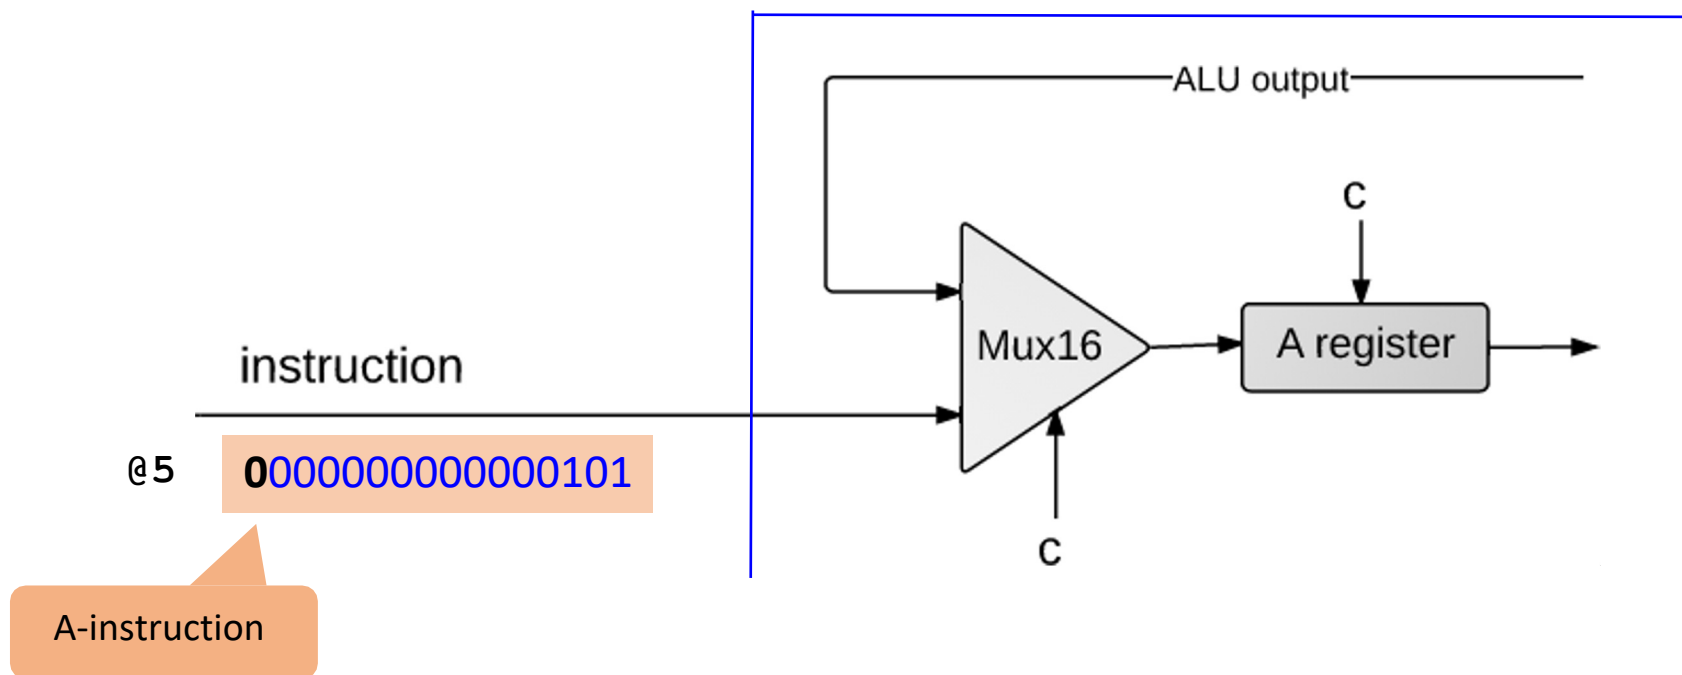 ALU output
c
Mux16
A register
instruction
@5
0000000000000101
A-instruction
c